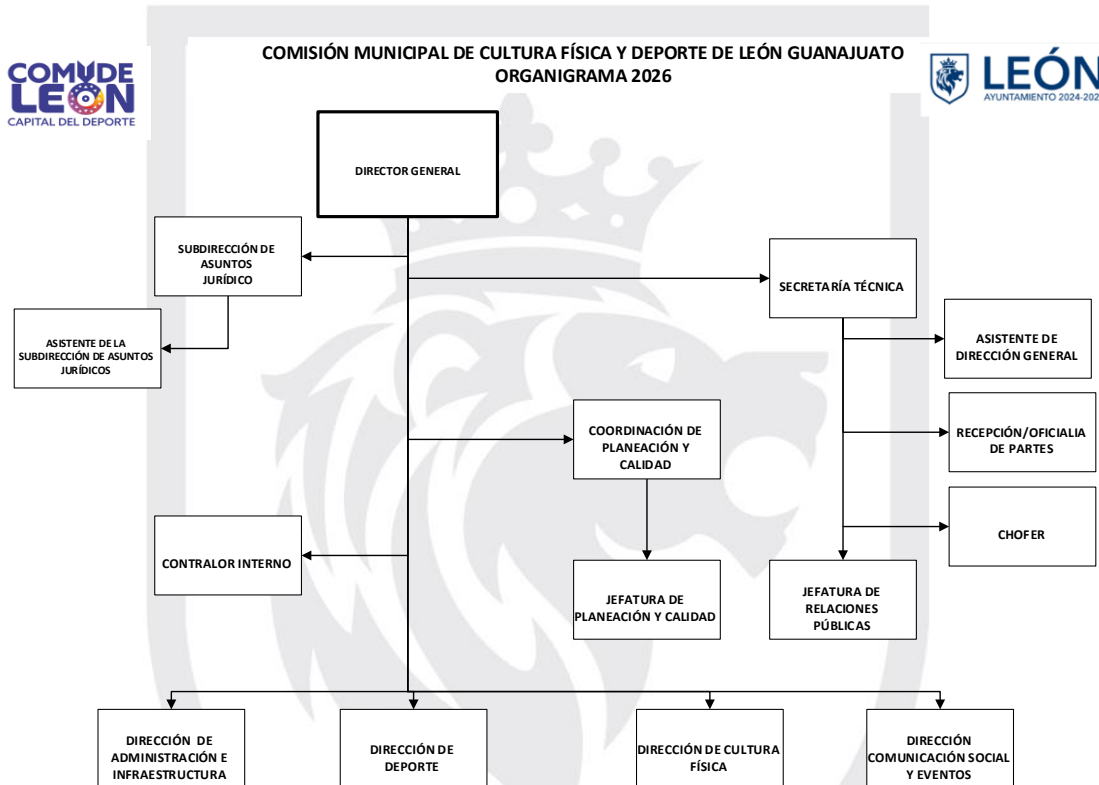 COMISIÓN MUNICIPAL DE CULTURA FÍSICA Y DEPORTE DE LEÓN GUANAJUATO
ORGANIGRAMA 2026
COMUDE
LEÓN
CAPITAL DEL DEPORTE
LEÓN
AYUNTAMIENTO 2024-202
DIRECTOR GENERAL
SUBDIRECCIÓN DE
ASUNTOS
JURÍDICO
SECRETARÍA TÉCNICA
ASISTENTE DE LA
SUBDIRECCIÓN DE ASUNTOS
JURÍDICOS
ASISTENTE DE
DIRECCIÓN GENERAL
COORDINACIÓN DE
PLANEACIÓN Y
CALIDAD
RECEPCIÓN/OFICIALIA
DE PARTES
CONTRALOR INTERNO
CHOFER
JEFATURA DE
PLANEACIÓN Y CALIDAD
JEFATURA DE
RELACIONES
PÚBLICAS
DIRECCIÓN DE
ADMINISTRACIÓN E
INFRAESTRUCTURA
DIRECCIÓN DE
DEPORTE
DIRECCIÓN DE CULTURA
FÍSICA
DIRECCIÓN
COMUNICACIÓN SOCIAL
Y EVENTOS